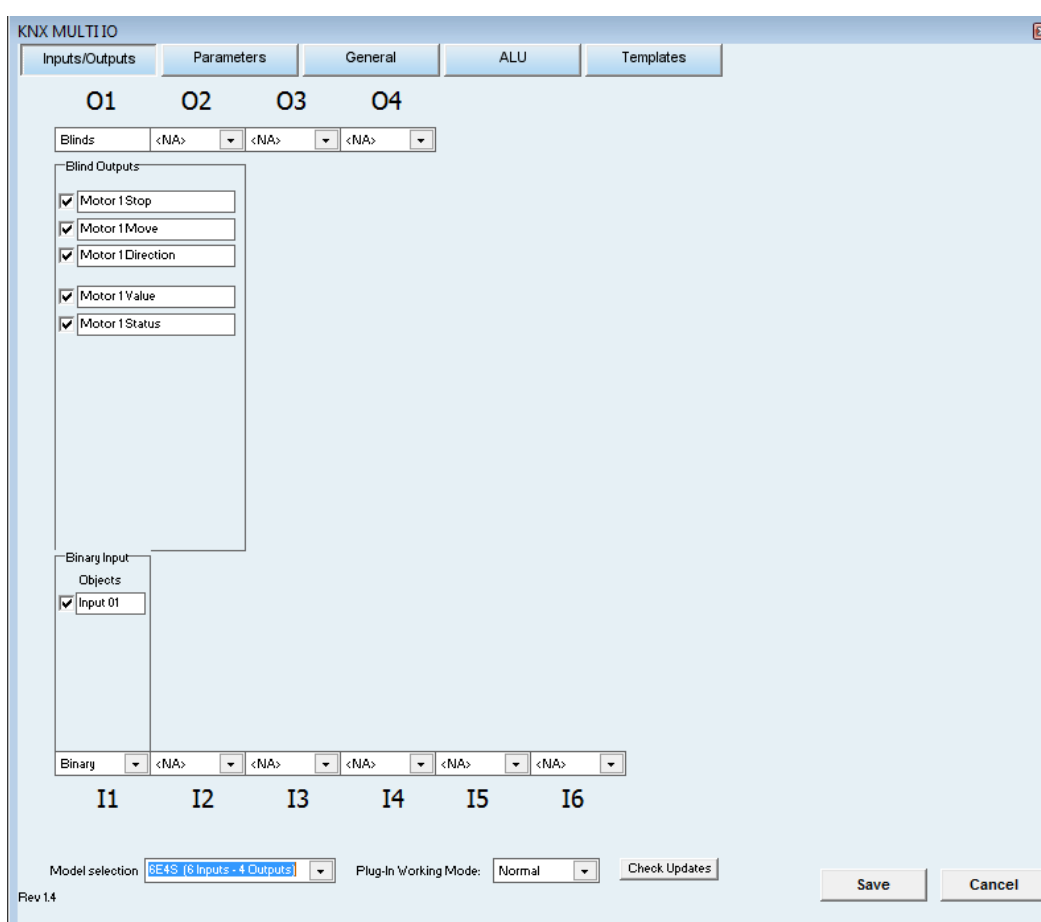 KNX MULTI IO
Inputs/Outputs Parameters General ALU Templates
O1 O2 O3 O4
Blinds <NA> <NA> <NA>
Blind Outputs
Motor 1 Stop
Motor 1 Move
Motor 1 Direction
Motor 1 Value
Motor 1 Status
Binary Input
Objects
Input 01
Binary <NA> <NA> <NA> <NA> <NA>
I1 I2 I3 I4 I5 I6
Model selection 6E4S (6 Inputs - 4 Outputs) Plug-In Working Mode: Normal Check Updates
Save Cancel
Rev 1.4